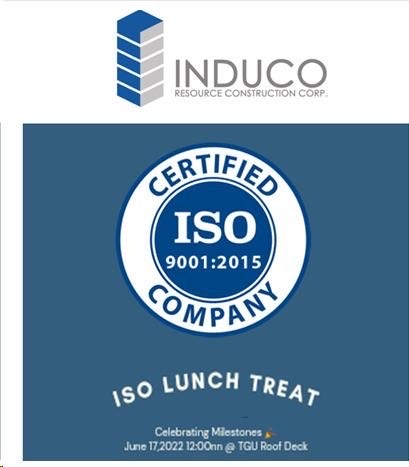 INDUCO
RESOURCE CONSTRUCTION CORP.
CERTIFIED
ISO
9001:2015
COMPANY
ISO LUNCH TREAT
Celebrating Milestones 🎉
June 17,2022 12:00nn @ TGU Roof Deck